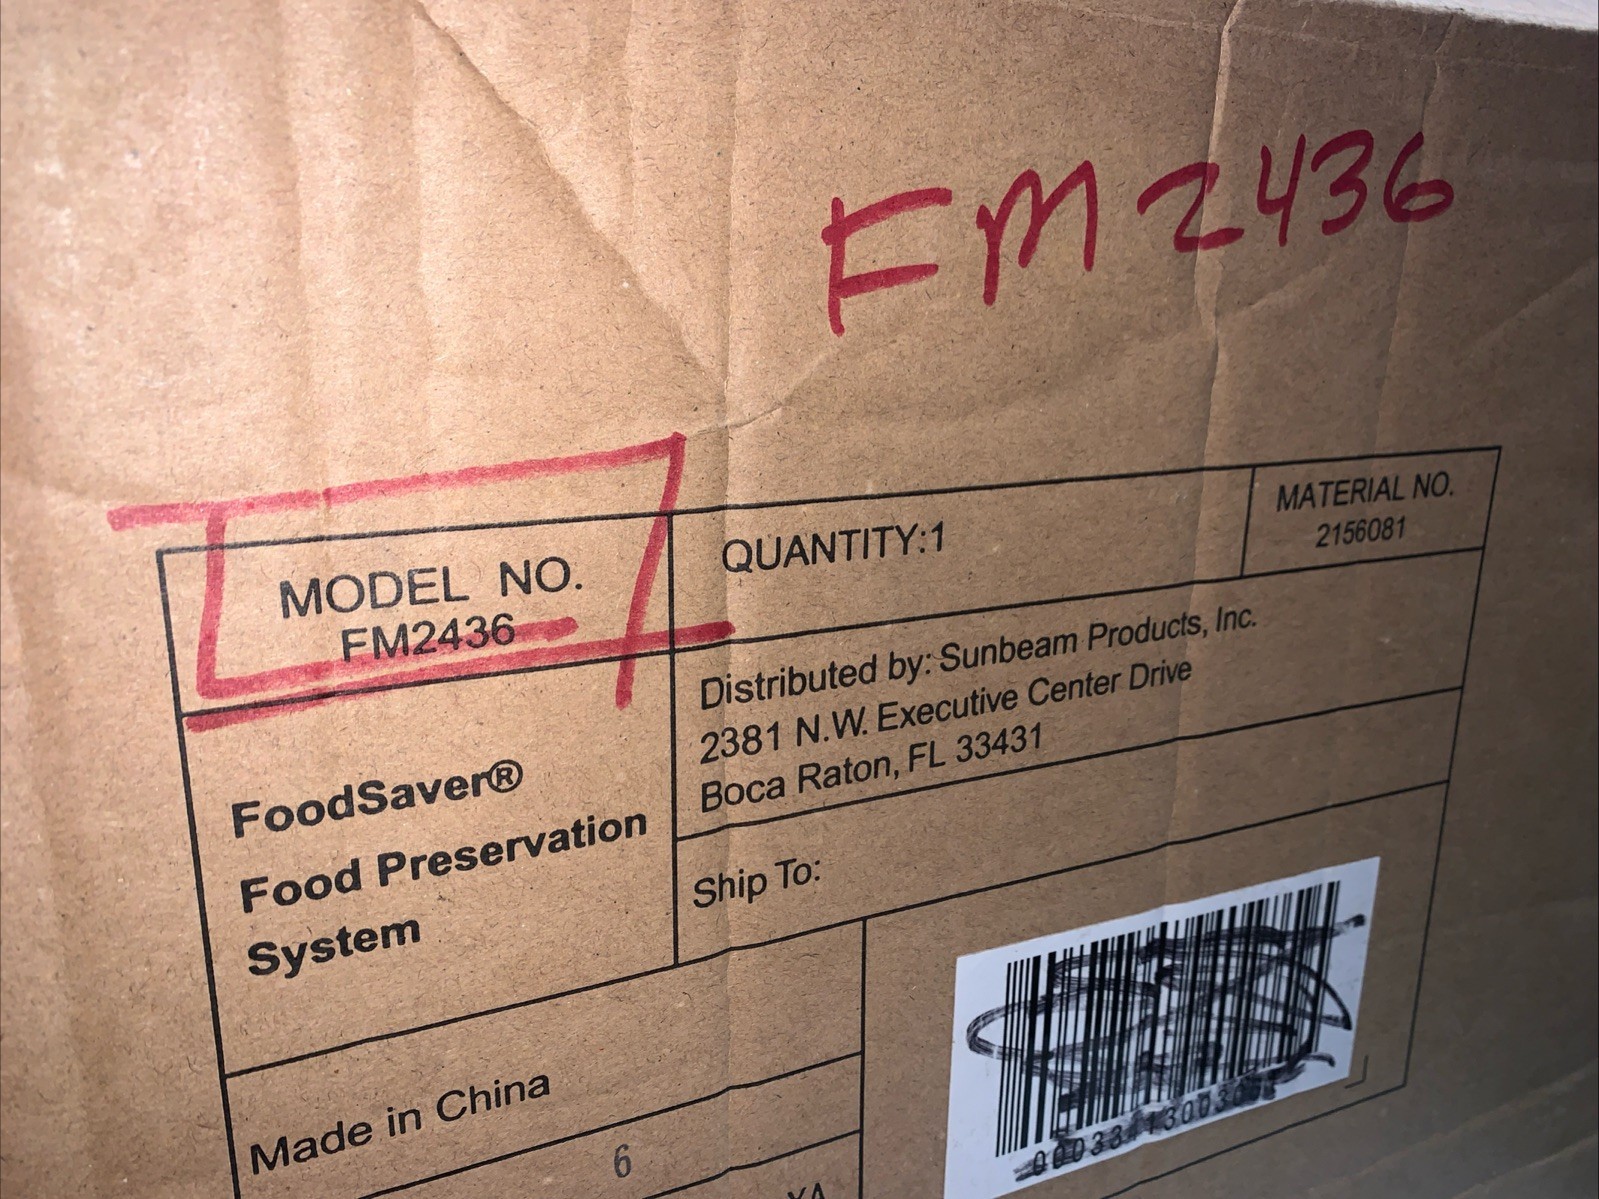 FM2436
MODEL NO.
FM2436
QUANTITY:1
MATERIAL NO.
2156081
Distributed by: Sunbeam Products, Inc.
2381 N.W. Executive Center Drive
Boca Raton, FL 33431
FoodSaver®
Food Preservation
System
Ship To:
Made in China
6